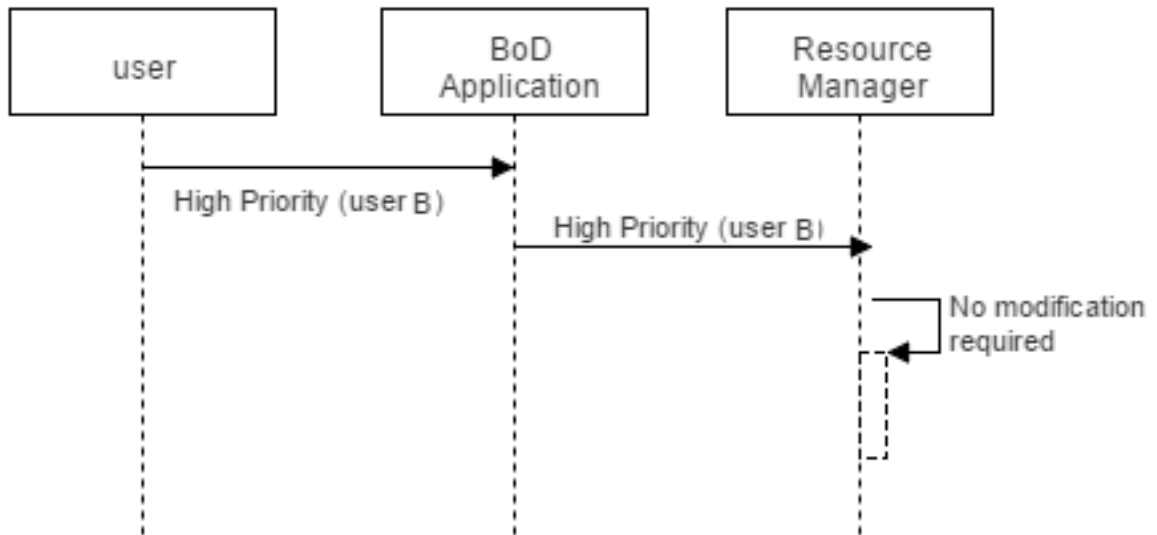 user
BoD
Application
Resource
Manager
High Priority (user B)
High Priority (user B)
No modification
required